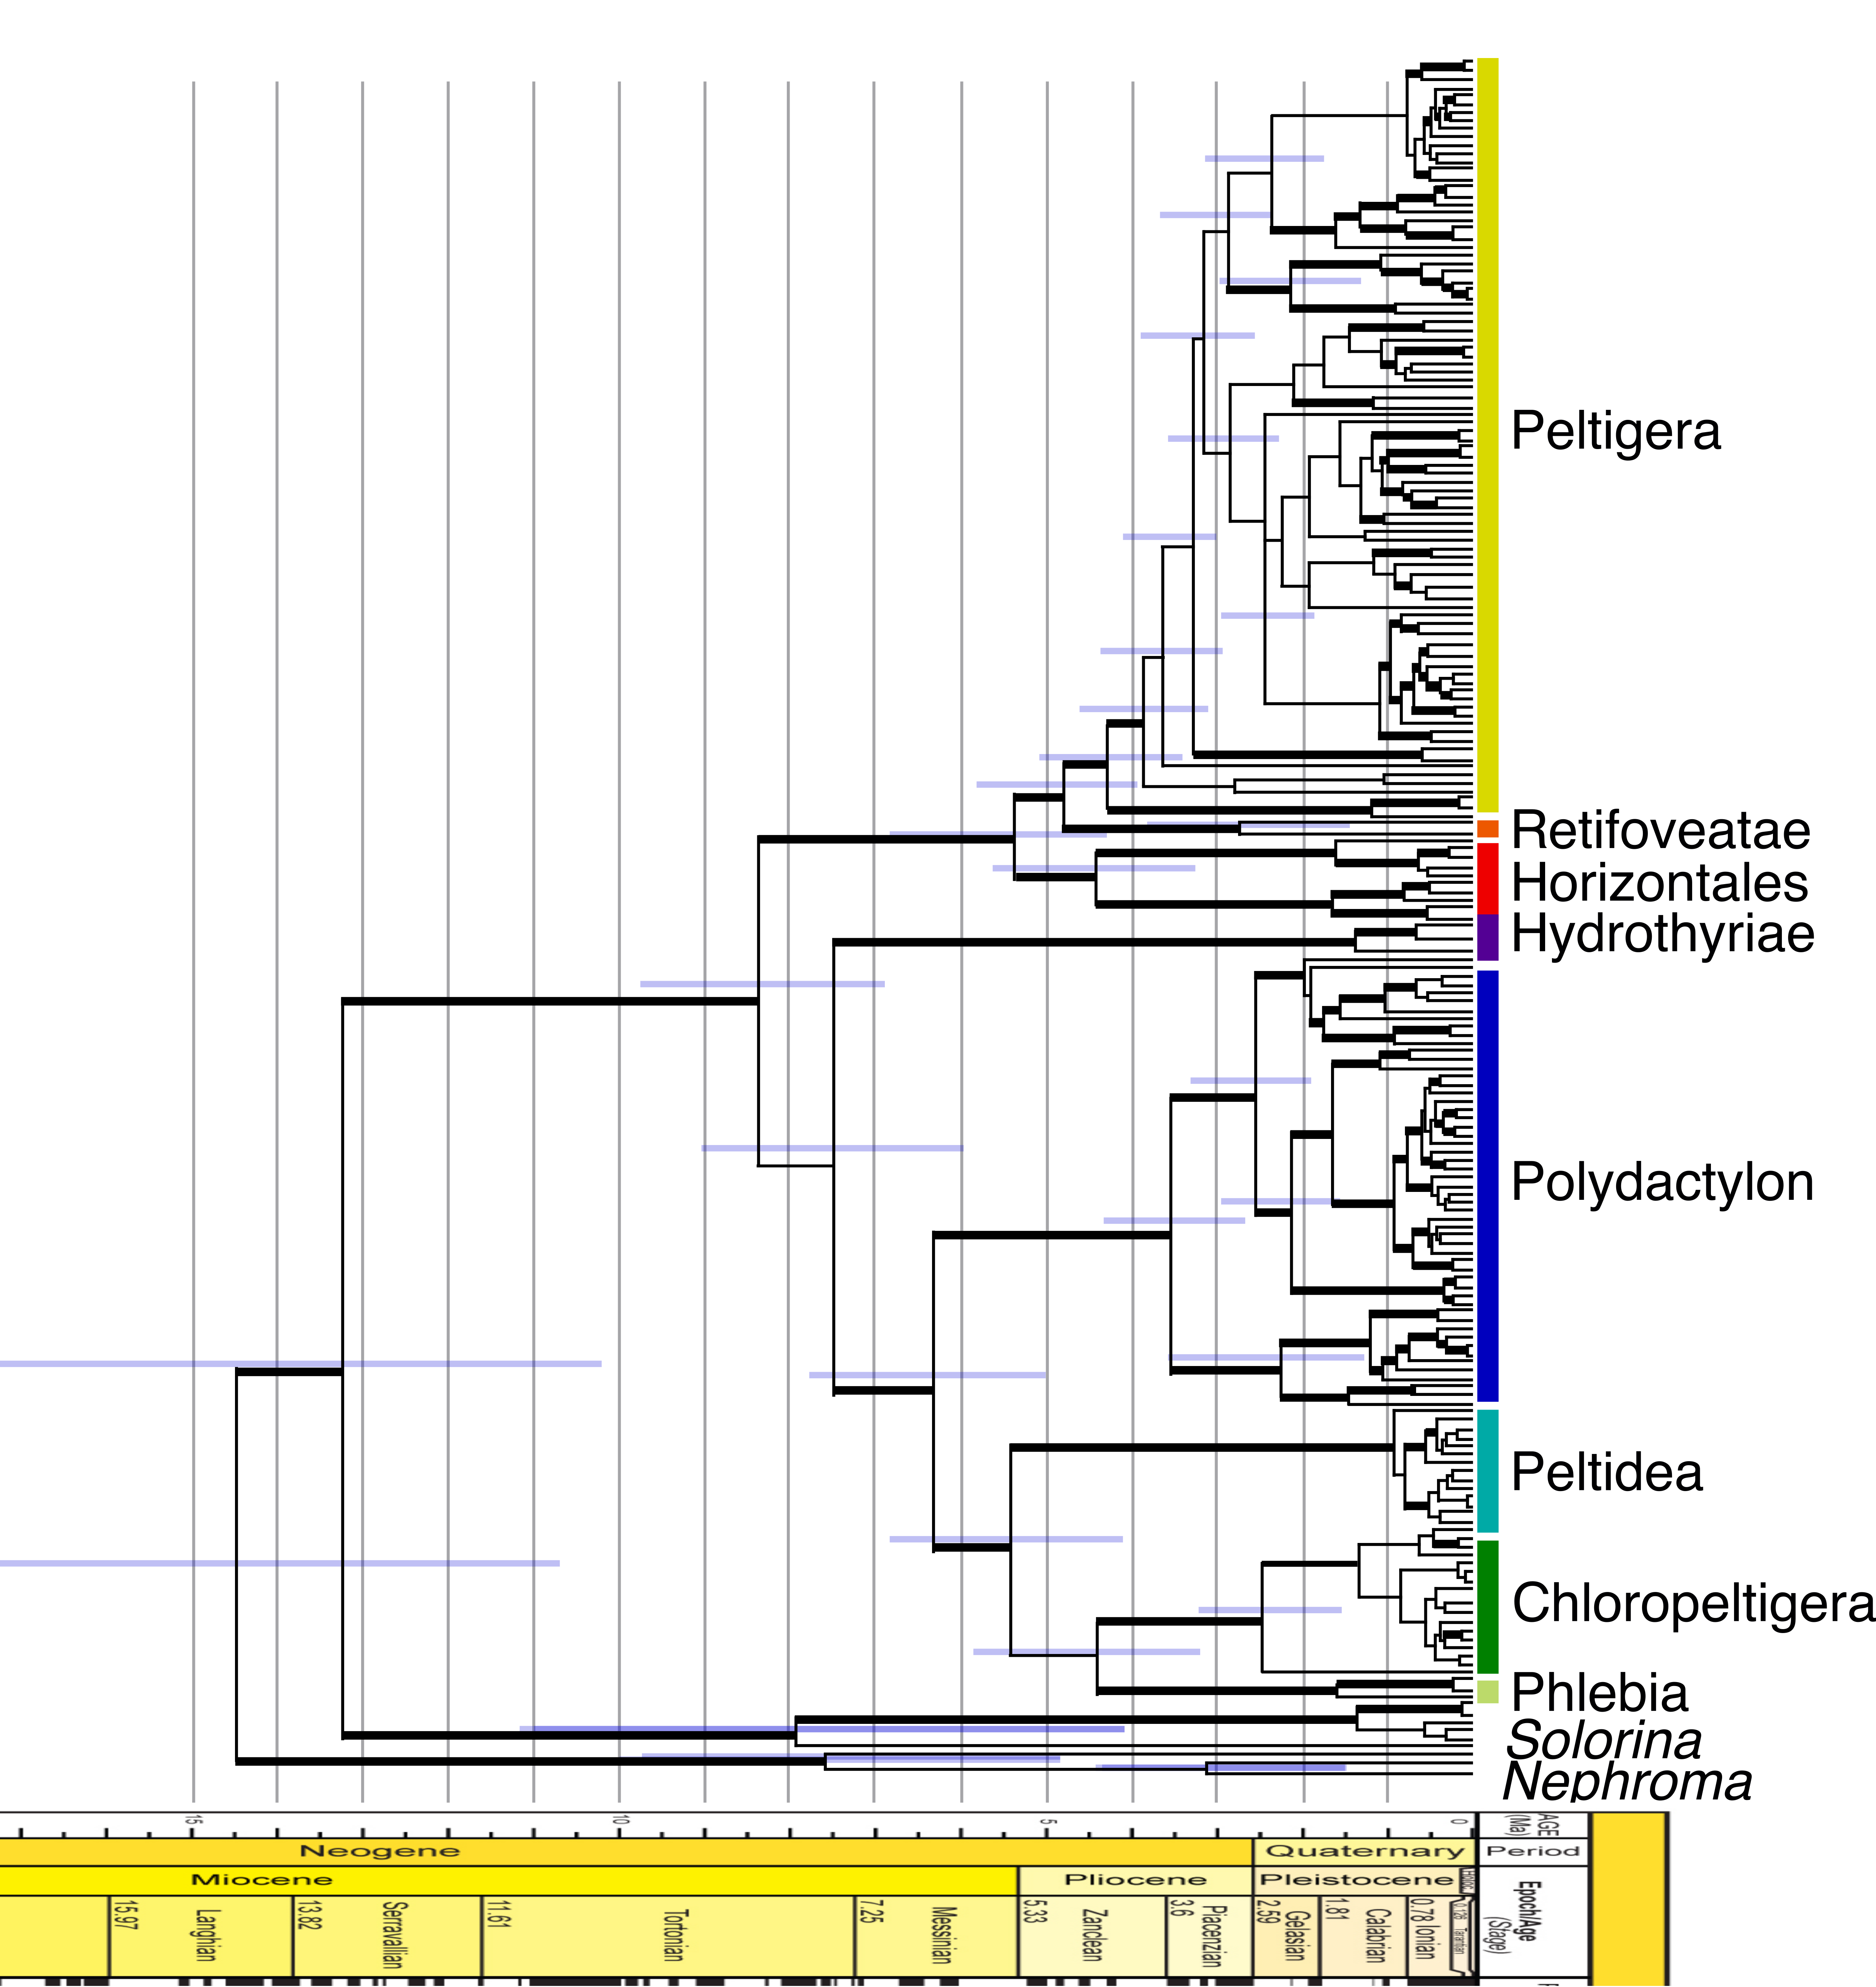 Peltigera
Retifoveatae
Horizontales
Hydrothyriae
Polydactylon
Peltidea
Chloropeltigera
Phlebia
Solorina
Nephroma
15
10
5
0
AGE
(Ma)
Neogene
Quaternary
Period
Miocene
Pliocene
Pleistocene
Epoch/Age
(Stage)
15.97
Langhian
13.82
Serravallian
11.61
Tortonian
7.25
Messinian
5.33
Zanclean
3.6
Piacenzian
2.59
Gelasian
1.81
Calabrian
0.78
Ionian